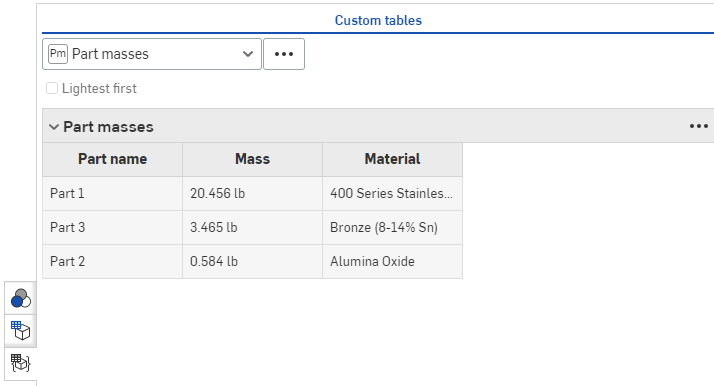 Custom tables
Pm Part masses
Lightest first
Part masses
Part name Mass Material
Part 1 20.456 lb 400 Series Stainles...
Part 3 3.465 lb Bronze (8-14% Sn)
Part 2 0.584 lb Alumina Oxide